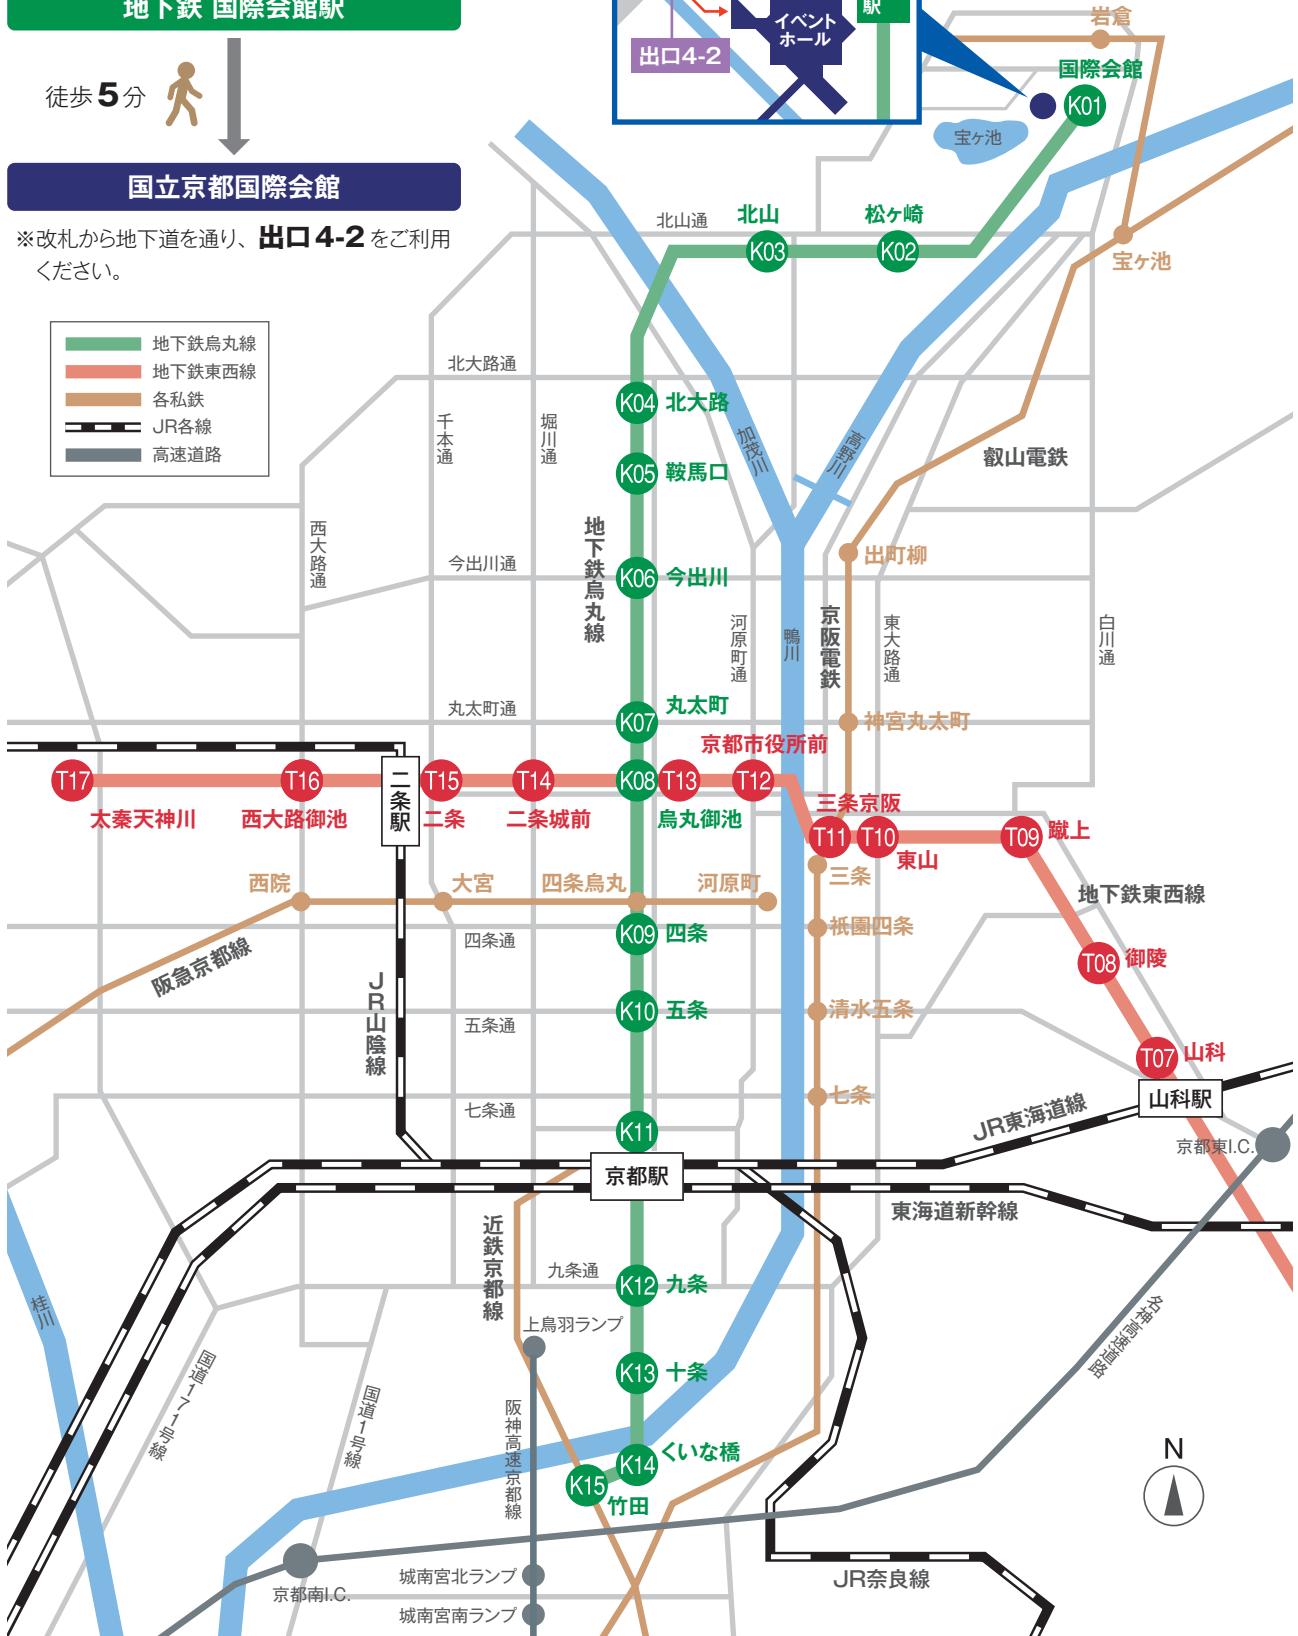 地下鉄 国際会館駅
徒歩 5 分
国立京都国際会館
※改札から地下道を通り、出口4-2をご利用
ください。
地下鉄烏丸線
地下鉄東西線
各私鉄
JR各線
高速道路
出口4-2
イベント
ホール
駅
岩倉
国際会館
K01
宝ヶ池
北山通
北山
K03
松ヶ崎
K02
宝ヶ池
北大路通
千本通
堀川通
K04 北大路
加茂川
高野川
K05 鞍馬口
叡山電鉄
西大路通
地下鉄烏丸線
今出川通
K06 今出川
出町柳
河原町通
鴨川
京阪電鉄
東大路通
白川通
丸太町通
K07 丸太町
神宮丸太町
京都市役所前
T17
T16
二条駅
T15
T14
K08
T13
T12
太秦天神川
西大路御池
二条
二条城前
烏丸御池
三条京阪
T11
T10
東山
T09 蹴上
西院
大宮
四条烏丸
河原町
三条
地下鉄東西線
阪急京都線
四条通
K09 四条
祇園四条
T08 御陵
JR山陰線
五条通
K10 五条
清水五条
T07 山科
七条通
K11
七条
JR東海道線
山科駅
京都東I.C.
京都駅
東海道新幹線
近鉄京都線
九条通
K12 九条
桂川
上鳥羽ランプ
名神高速道路
国道171号線
国道1号線
K13 十条
阪神高速京都線
K14 くいな橋
K15
竹田
N
京都南I.C.
城南宮北ランプ
城南宮南ランプ
JR奈良線